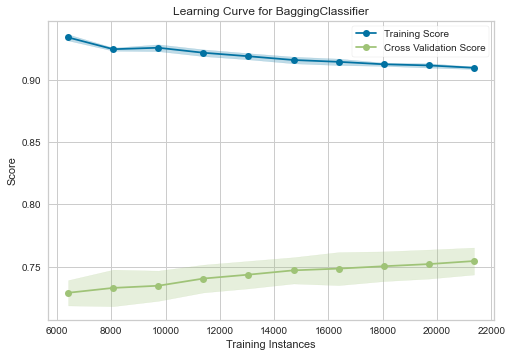 Learning Curve for BaggingClassifier
Training Score
Cross Validation Score
0.90
0.85
0.80
0.75
Score
6000 8000 10000 12000 14000 16000 18000 20000 22000
Training Instances